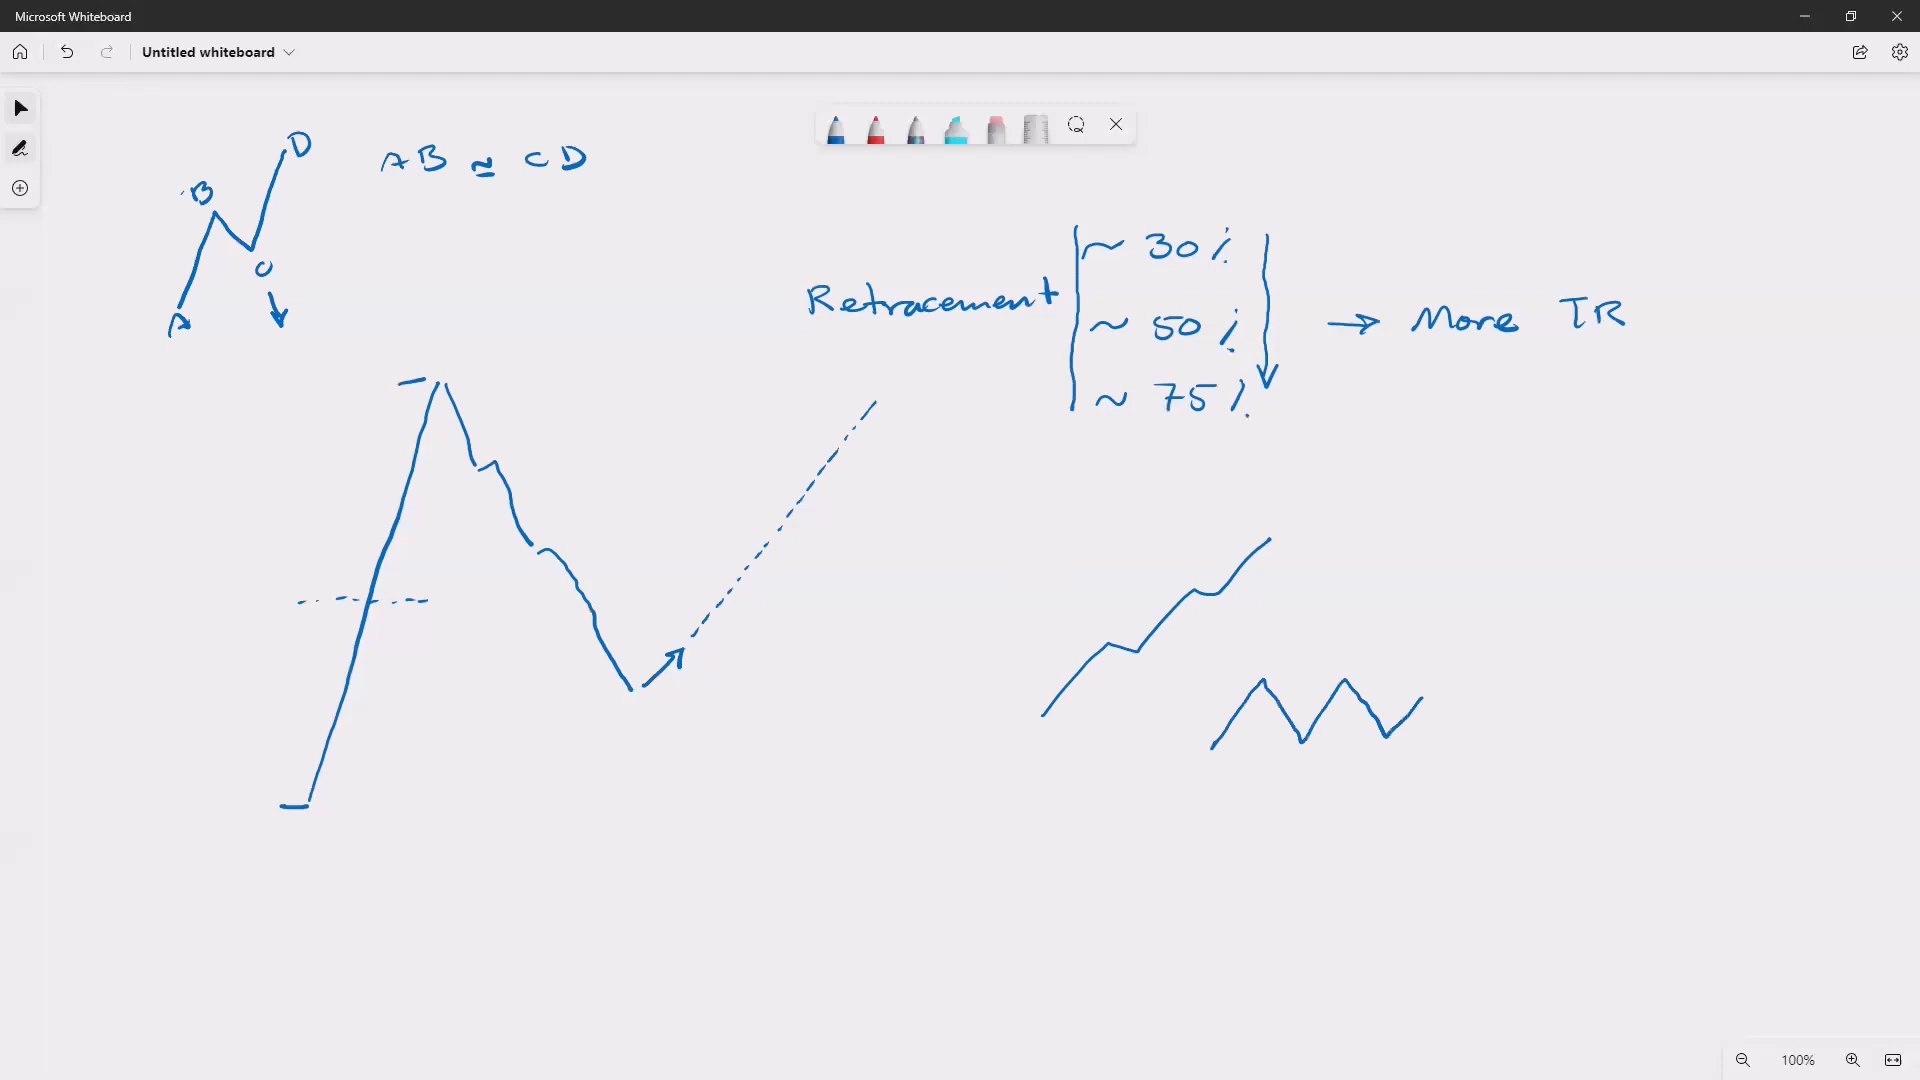 Microsoft Whiteboard
Untitled whiteboard
D
B
C
A
AB ≅ CD
Retracement
~ 30 %
~ 50 %
~ 75 %
→ More TR
100%